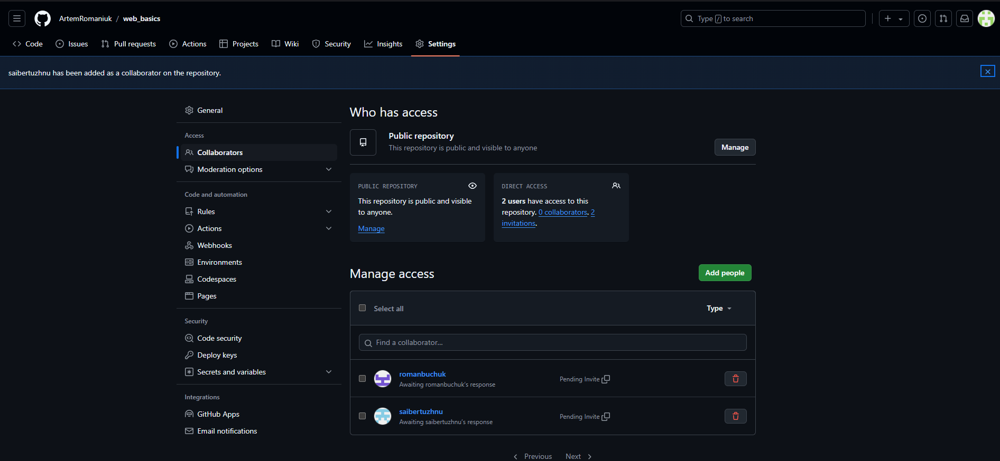 ArtemRomaniuk / web_basics
Type / to search
Code Issues Pull requests Actions Projects Wiki Security Insights Settings
saibertuzhnu has been added as a collaborator on the repository.
General
Access
Collaborators
Moderation options
Code and automation
Rules
Actions
Webhooks
Environments
Codespaces
Pages
Security
Code security
Deploy keys
Secrets and variables
Integrations
GitHub Apps
Email notifications
Who has access
Public repository
This repository is public and visible to anyone
Manage
PUBLIC REPOSITORY
This repository is public and visible
to anyone.
Manage
DIRECT ACCESS
2 users have access to this
repository. 0 collaborators. 2
invitations.
Manage access
Add people
Select all
Type
Find a collaborator...
romanbuchuk
Awaiting romanbuchuk's response
Pending Invite
saibertuzhnu
Awaiting saibertuzhnu's response
Pending Invite
Previous Next